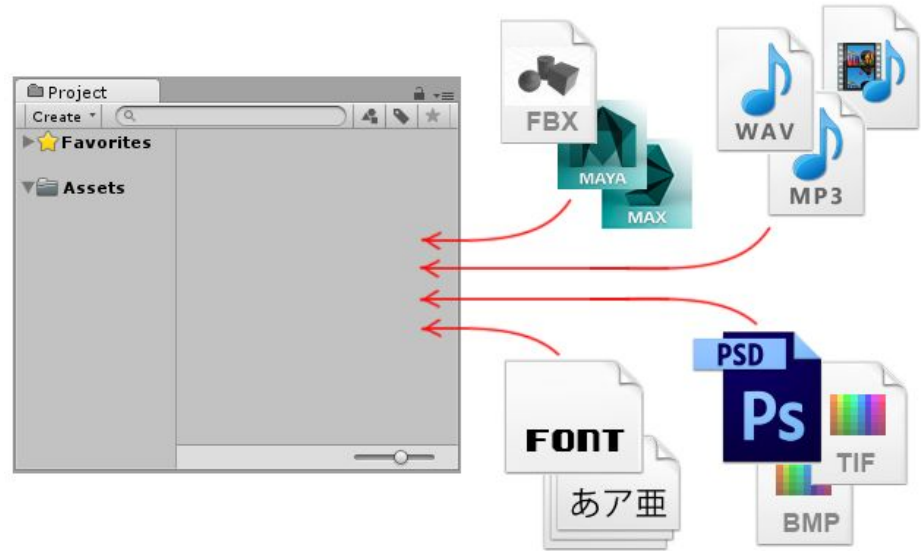 Project
Create
Favorites
Assets
FBX
MAYA
MAX
WAV
MP3
FONT
あア亜
PSD
Ps
TIF
BMP